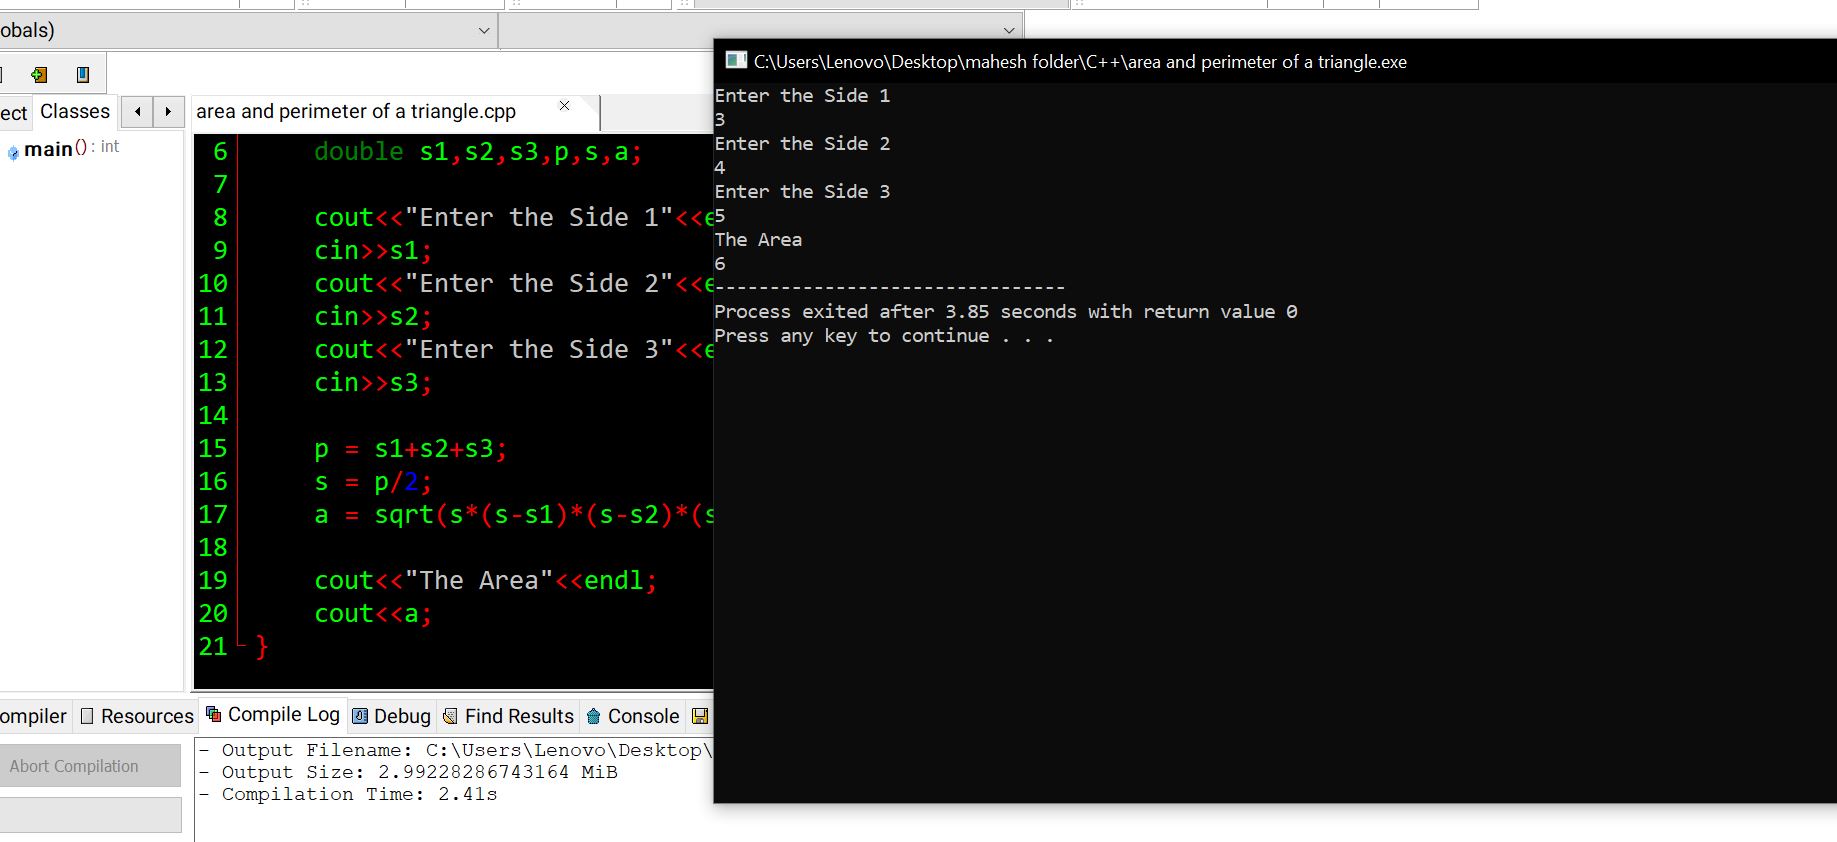 obals)
C:\Users\Lenovo\Desktop\mahesh folder\C++\area and perimeter of a triangle.exe
ect Classes
area and perimeter of a triangle.cpp
main() : int
6 double s1,s2,s3,p,s,a;
7
8 cout<<"Enter the Side 1"<<e
9 cin>>s1;
10 cout<<"Enter the Side 2"<<e
11 cin>>s2;
12 cout<<"Enter the Side 3"<<e
13 cin>>s3;
14
15 p = s1+s2+s3;
16 s = p/2;
17 a = sqrt(s*(s-s1)*(s-s2)*(s
18
19 cout<<"The Area"<<endl;
20 cout<<a;
21 }
Enter the Side 1
3
Enter the Side 2
4
Enter the Side 3
5
The Area
6
--------------------------------
Process exited after 3.85 seconds with return value 0
Press any key to continue . . .
ompiler Resources Compile Log Debug Find Results Console
Abort Compilation
- Output Filename: C:\Users\Lenovo\Desktop\
- Output Size: 2.99228286743164 MiB
- Compilation Time: 2.41s